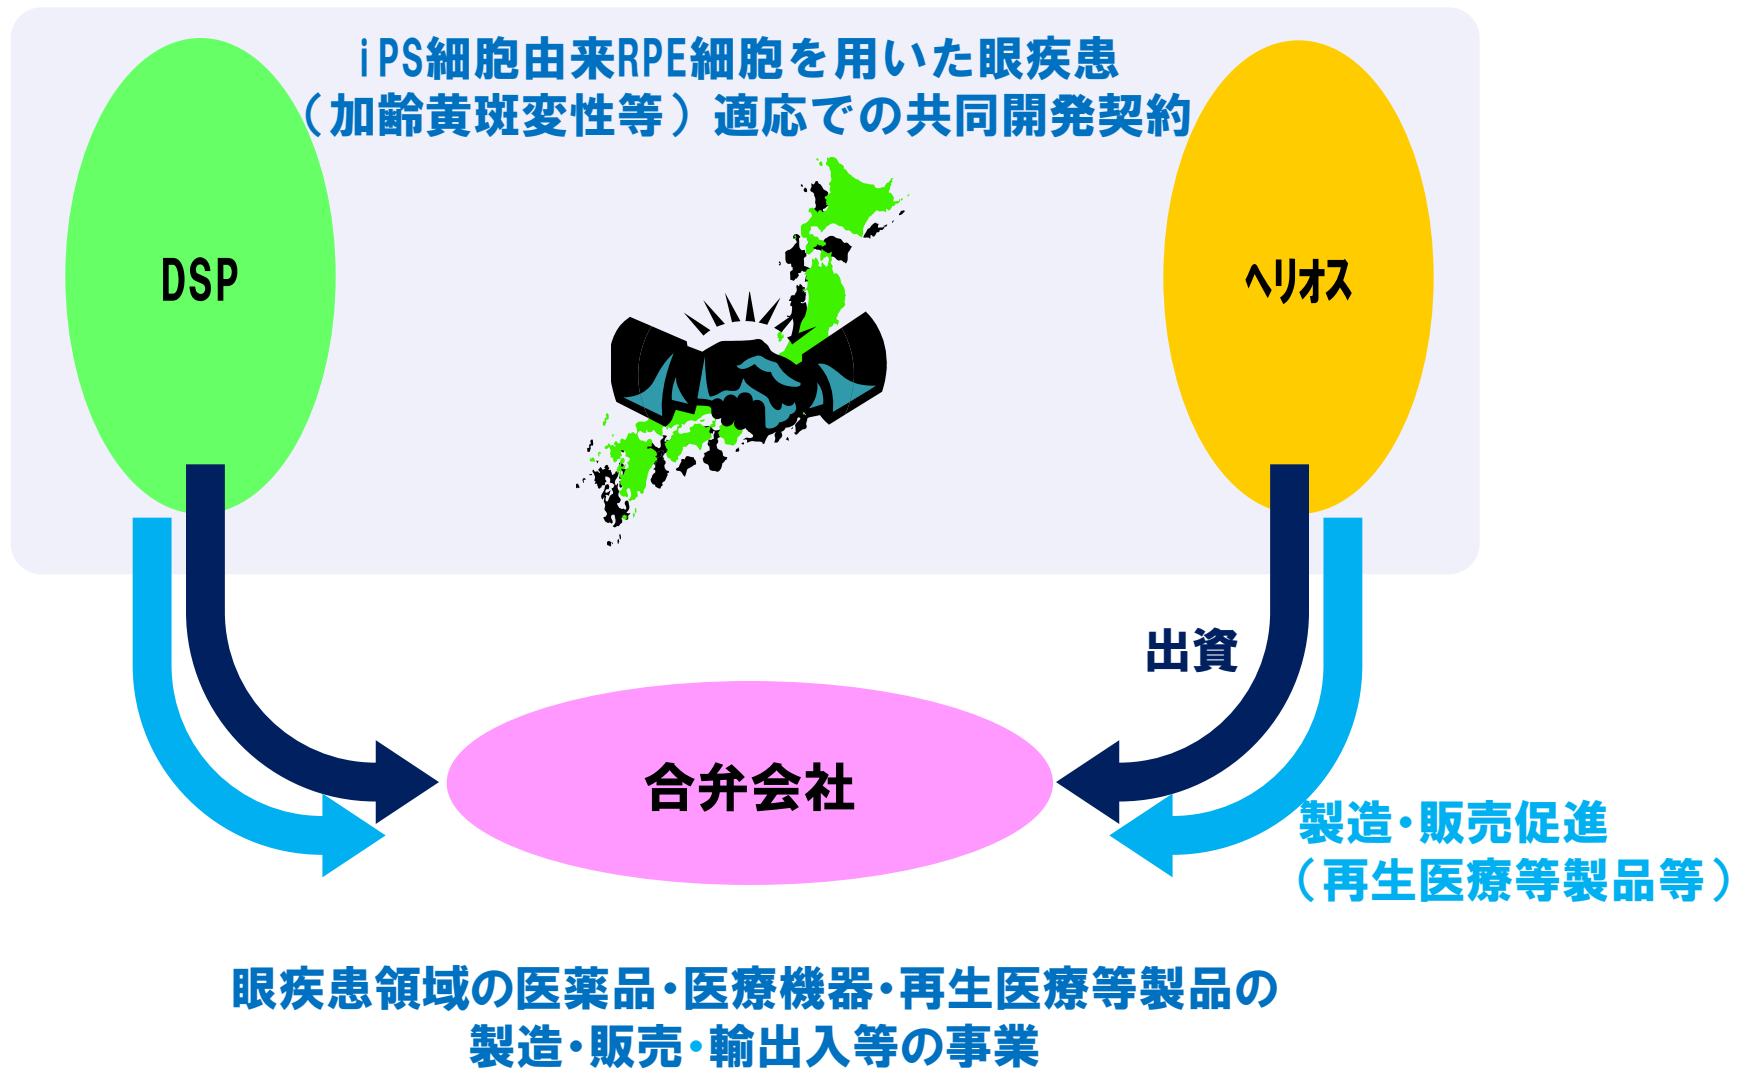 iPS細胞由来RPE細胞を用いた眼疾患
（加齢黄斑変性等）適応での共同開発契約
DSP
ﾍﾘｵｽ
出資
合弁会社
製造・販売促進
（再生医療等製品等）
眼疾患領域の医薬品・医療機器・再生医療等製品の
製造・販売・輸出入等の事業